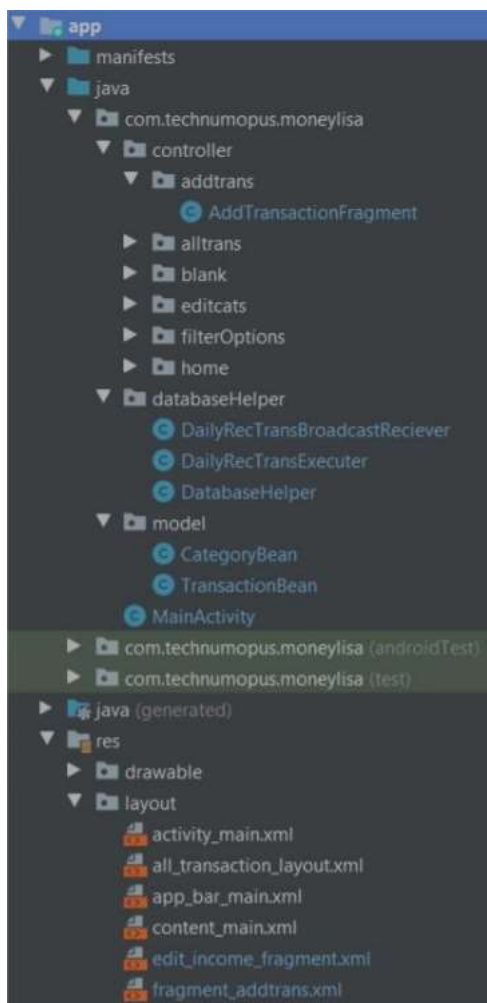 app
manifests
java
com.technumopus.moneylisa
controller
addtrans
AddTransactionFragment
alltrans
blank
editcats
filterOptions
home
databaseHelper
DailyRecTransBroadcastReciever
DailyRecTransExecuter
DatabaseHelper
model
CategoryBean
TransactionBean
MainActivity
com.technumopus.moneylisa (androidTest)
com.technumopus.moneylisa (test)
java (generated)
res
drawable
layout
activity_main.xml
all_transaction_layout.xml
app_bar_main.xml
content_main.xml
edit_income_fragment.xml
fragment_addtrans.xml